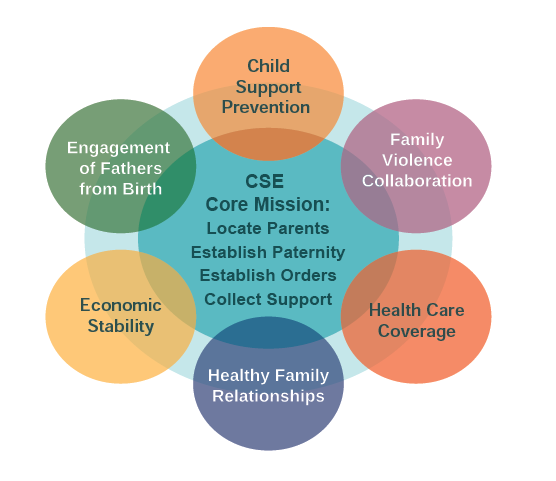 Child
Support
Prevention
Engagement
of Fathers
from Birth
Family
Violence
Collaboration
CSE
Core Mission:
Locate Parents
Establish Paternity
Establish Orders
Collect Support
Economic
Stability
Health Care
Coverage
Healthy Family
Relationships